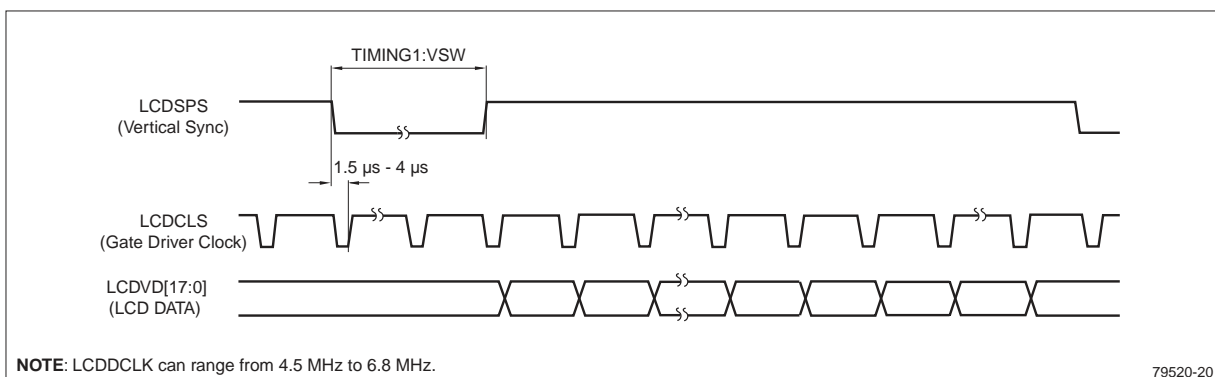 TIMING1:VSW
LCDSPS
(Vertical Sync)
1.5 µs - 4 µs
LCDCLS
(Gate Driver Clock)
LCDVD[17:0]
(LCD DATA)
NOTE: LCDDCLK can range from 4.5 MHz to 6.8 MHz.
79520-20